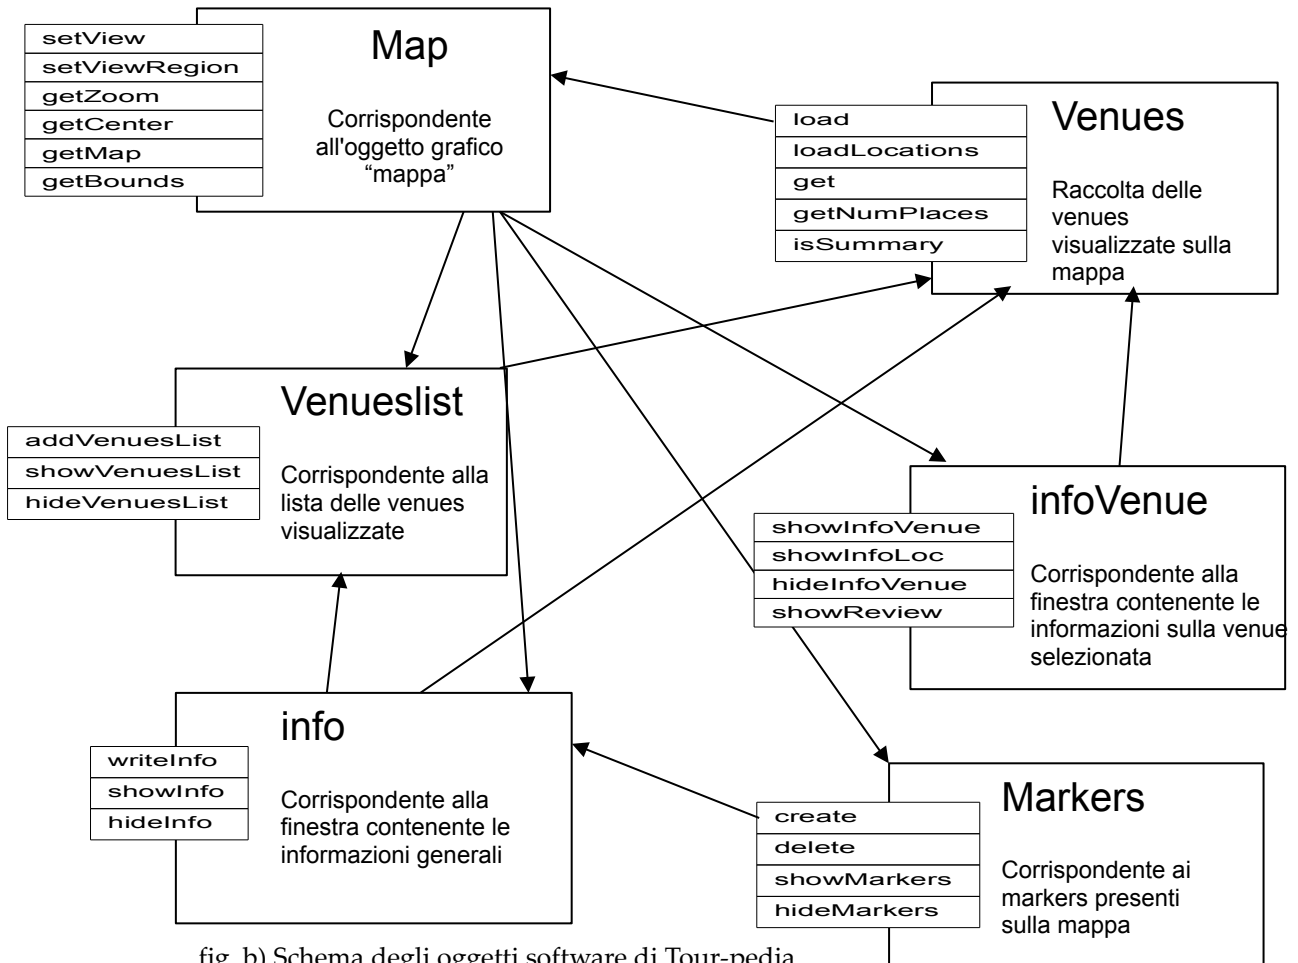 Map
setView
setViewRegion
getZoom
getCenter
getMap
getBounds
Corrispondente
all'oggetto grafico
“mappa”
Venues
load
loadLocations
get
getNumPlaces
isSummary
Raccolta delle
venues
visualizzate sulla
mappa
Venueslist
addVenuesList
showVenuesList
hideVenuesList
Corrispondente alla
lista delle venues
visualizzate
infoVenue
showInfoVenue
showInfoLoc
hideInfoVenue
showReview
Corrispondente alla
finestra contenente le
informazioni sulla venue
selezionata
info
writeInfo
showInfo
hideInfo
Corrispondente alla
finestra contenente le
informazioni generali
Markers
create
delete
showMarkers
hideMarkers
Corrispondente ai
markers presenti
sulla mappa
fig. b) Schema degli oggetti software di Tour-pedia